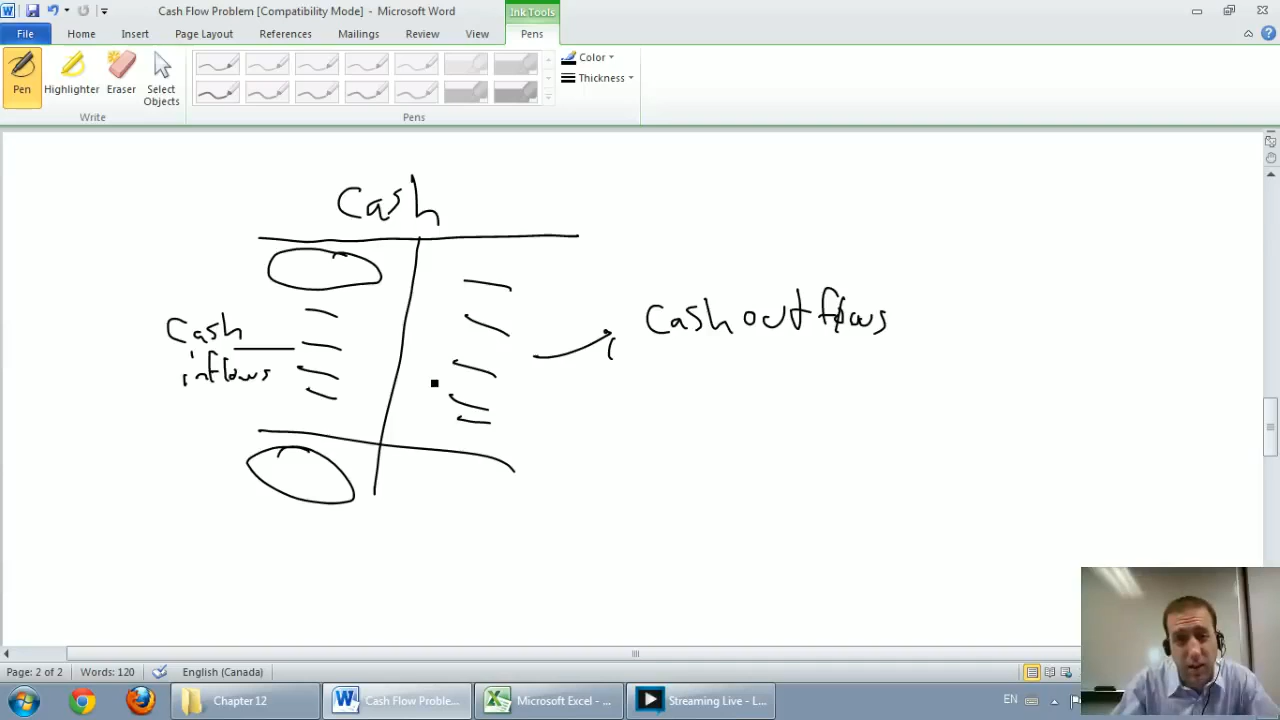 Cash Flow Problem [Compatibility Mode] - Microsoft Word
Ink Tools
File Home Insert Page Layout References Mailings Review View Pens
Pen Highlighter Eraser Select Objects
Color
Thickness
Write
Pens
Cash
Cash inflows
Cash outflows
Page: 2 of 2 Words: 120 English (Canada)
Chapter 12
Cash Flow Proble...
Microsoft Excel - ...
Streaming Live - L...
EN